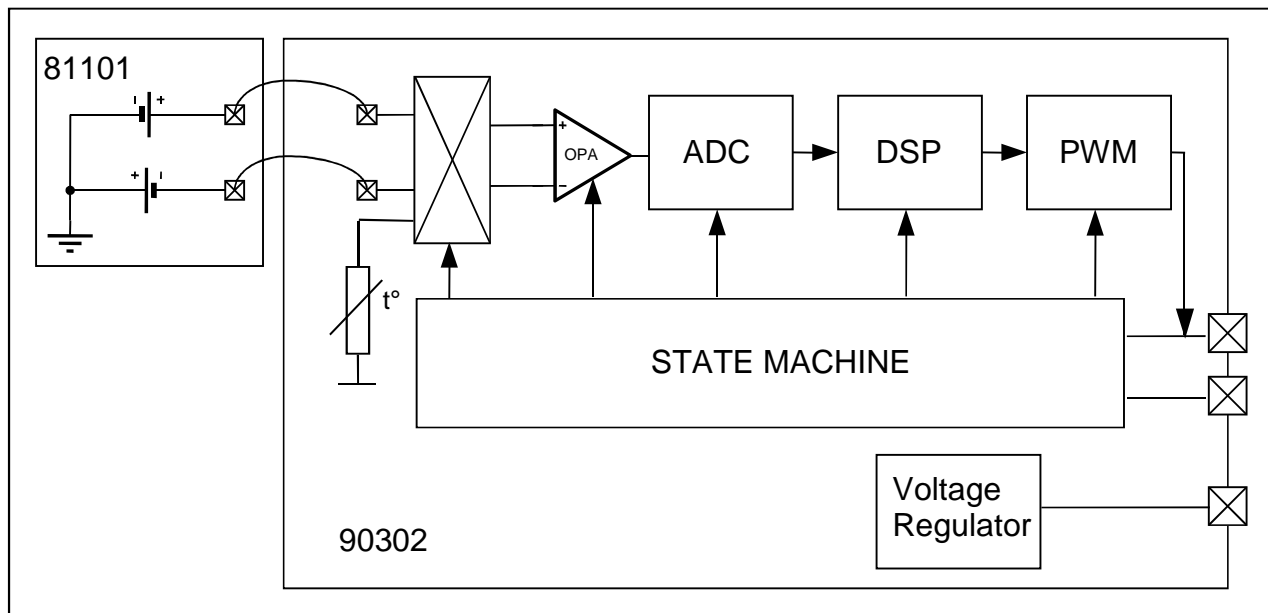 81101
- +
+ -
+
OPA
−
ADC
DSP
PWM
t°
STATE MACHINE
Voltage
Regulator
90302